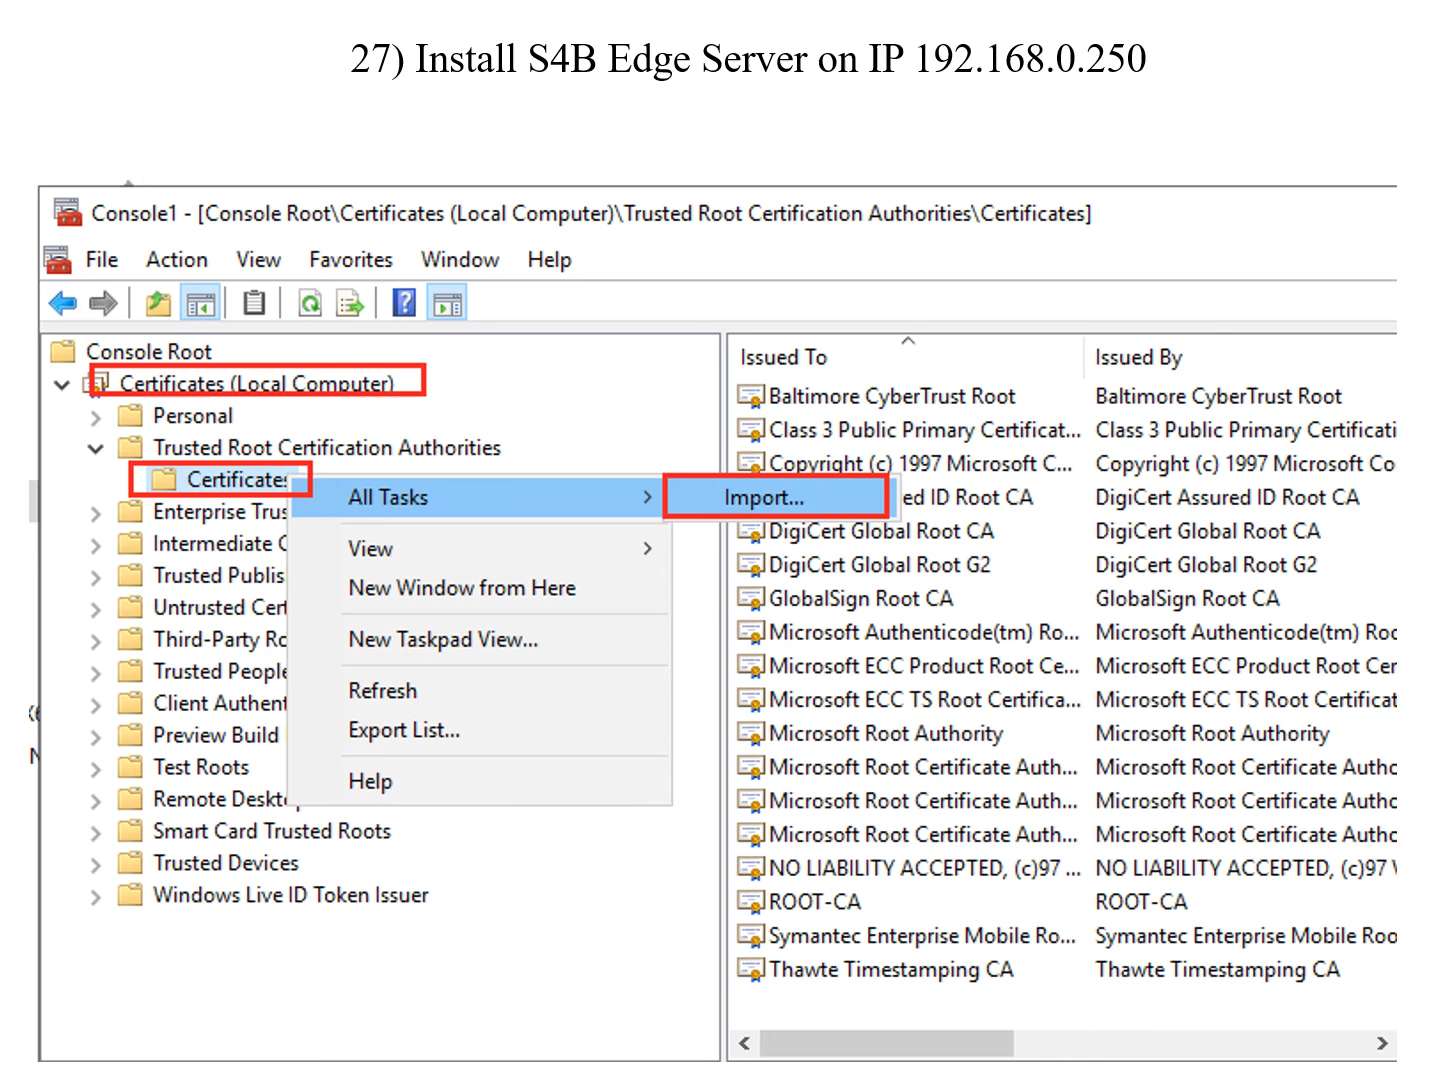 27) Install S4B Edge Server on IP 192.168.0.250
Console1 - [Console Root\Certificates (Local Computer)\Trusted Root Certification Authorities\Certificates]
File Action View Favorites Window Help
Console Root
Certificates (Local Computer)
Personal
Trusted Root Certification Authorities
Certificates
Enterprise Trus
Intermediate C
Trusted Publis
Untrusted Cert
Third-Party Ro
Trusted People
Client Authent
Preview Build
Test Roots
Remote Deskto
Smart Card Trusted Roots
Trusted Devices
Windows Live ID Token Issuer
All Tasks
View
New Window from Here
New Taskpad View...
Refresh
Export List...
Help
Import...
Issued To Issued By
Baltimore CyberTrust Root Baltimore CyberTrust Root
Class 3 Public Primary Certificat... Class 3 Public Primary Certificati
Copyright (c) 1997 Microsoft C... Copyright (c) 1997 Microsoft Co
ed ID Root CA DigiCert Assured ID Root CA
DigiCert Global Root CA DigiCert Global Root CA
DigiCert Global Root G2 DigiCert Global Root G2
GlobalSign Root CA GlobalSign Root CA
Microsoft Authenticode(tm) Ro... Microsoft Authenticode(tm) Roo
Microsoft ECC Product Root Ce... Microsoft ECC Product Root Cer
Microsoft ECC TS Root Certifica... Microsoft ECC TS Root Certificat
Microsoft Root Authority Microsoft Root Authority
Microsoft Root Certificate Auth... Microsoft Root Certificate Autho
Microsoft Root Certificate Auth... Microsoft Root Certificate Autho
Microsoft Root Certificate Auth... Microsoft Root Certificate Autho
NO LIABILITY ACCEPTED, (c)97 ... NO LIABILITY ACCEPTED, (c)97 V
ROOT-CA ROOT-CA
Symantec Enterprise Mobile Ro... Symantec Enterprise Mobile Roo
Thawte Timestamping CA Thawte Timestamping CA